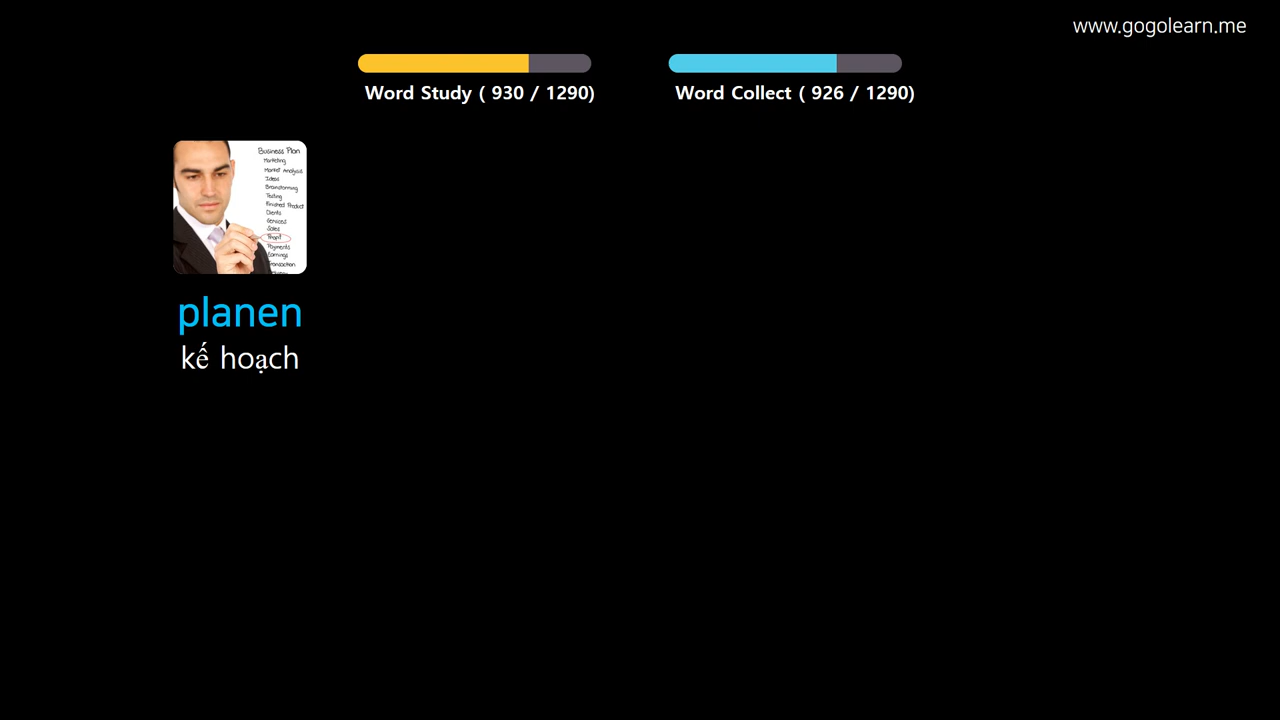 www.gogolearn.me
Word Study ( 930 / 1290)
Word Collect ( 926 / 1290)
Business Plan
Marketing
Market Analysis
Ideas
Brainstorming
Testing
Finished Product
Clients
Services
Sales
Profit
Payments
Earnings
planen
kế hoạch